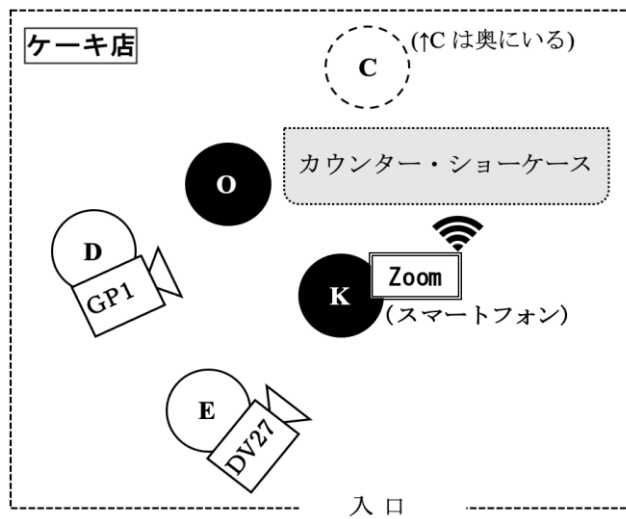 ケーキ店
C
(↑C は奥にいる)
カウンター・ショーケース
O
D
GP1
K
Zoom
(スマートフォン)
E
DV27
入 口